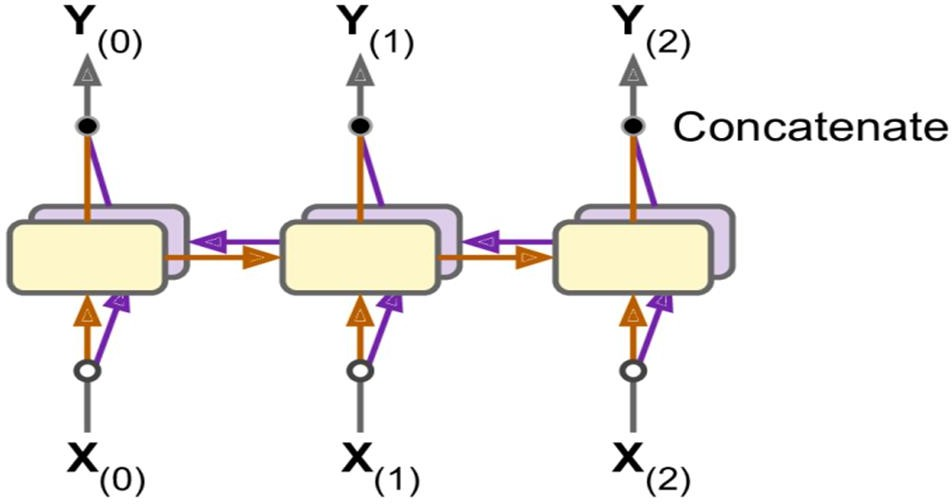 Y(0) Y(1) Y(2)
Concatenate
X(0) X(1) X(2)